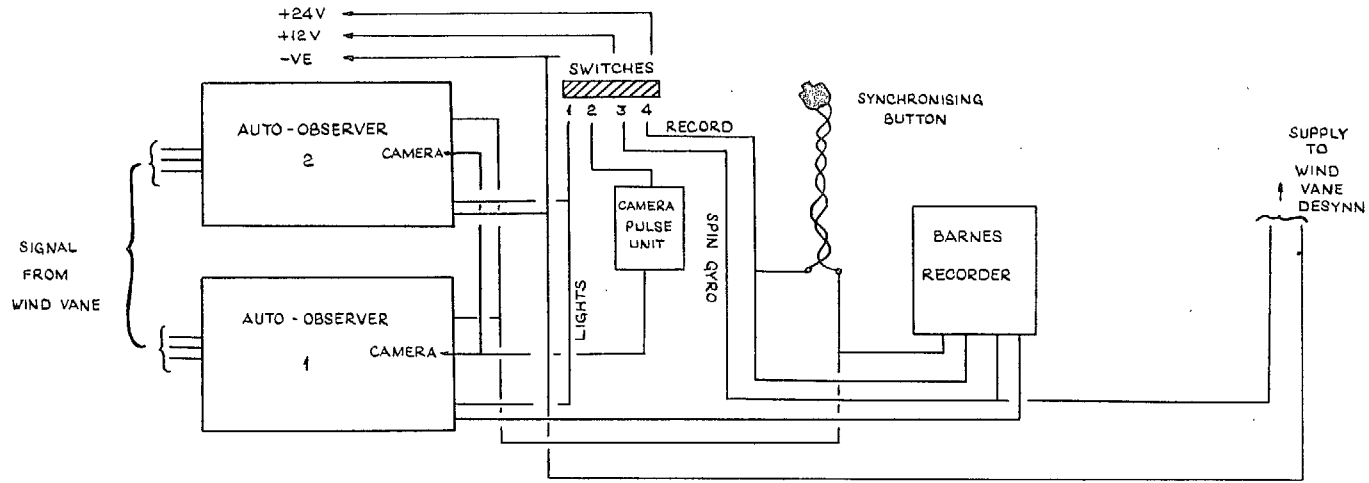 +24V
+12V
-VE
SWITCHES
1 2 3 4
RECORD
SYNCHRONISING
BUTTON
AUTO-OBSERVER
2
CAMERA
SUPPLY
TO
WIND
VANE
DESYNN
CAMERA
PULSE
UNIT
SIGNAL
FROM
WIND VANE
SPIN GYRO
BARNES
RECORDER
LIGHTS
AUTO-OBSERVER
1
CAMERA